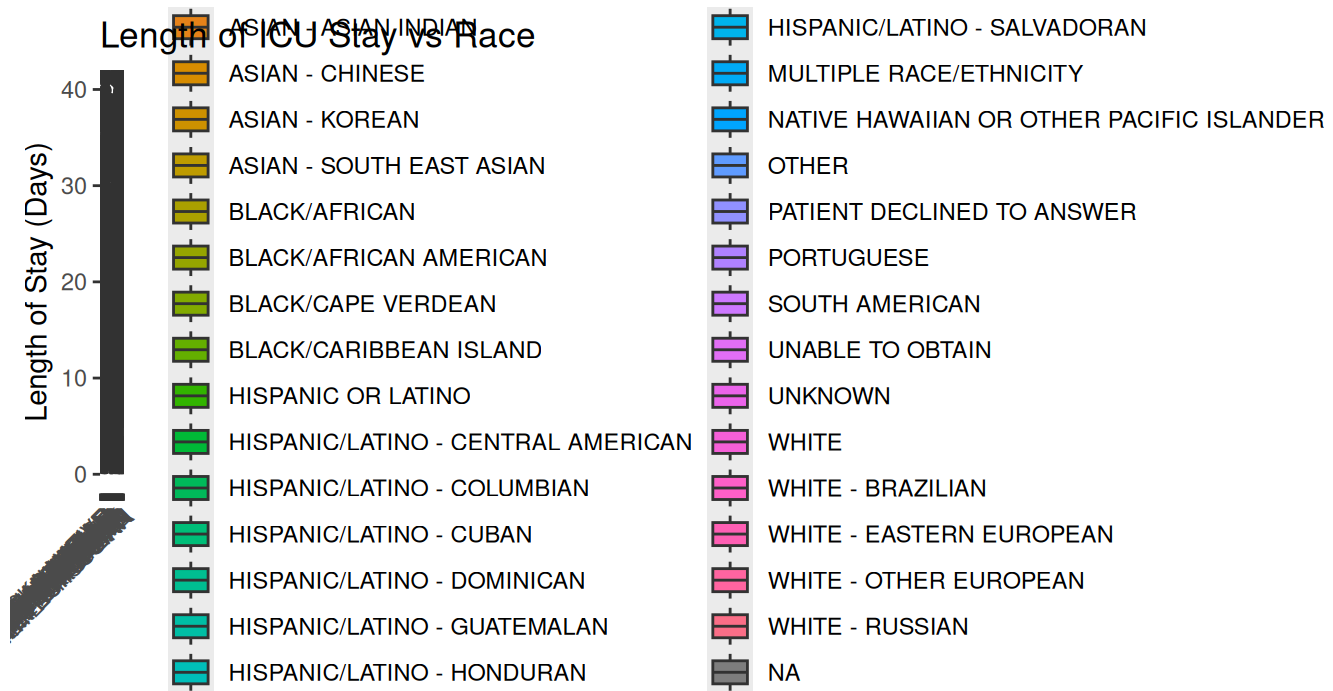 Length of ICU Stay vs Race
Length of Stay (Days)
40
30
20
10
0
ASIAN - ASIAN INDIAN
ASIAN - CHINESE
ASIAN - KOREAN
ASIAN - SOUTH EAST ASIAN
BLACK/AFRICAN
BLACK/AFRICAN AMERICAN
BLACK/CAPE VERDEAN
BLACK/CARIBBEAN ISLAND
HISPANIC OR LATINO
HISPANIC/LATINO - CENTRAL AMERICAN
HISPANIC/LATINO - COLUMBIAN
HISPANIC/LATINO - CUBAN
HISPANIC/LATINO - DOMINICAN
HISPANIC/LATINO - GUATEMALAN
HISPANIC/LATINO - HONDURAN
HISPANIC/LATINO - SALVADORAN
MULTIPLE RACE/ETHNICITY
NATIVE HAWAIIAN OR OTHER PACIFIC ISLANDER
OTHER
PATIENT DECLINED TO ANSWER
PORTUGUESE
SOUTH AMERICAN
UNABLE TO OBTAIN
UNKNOWN
WHITE
WHITE - BRAZILIAN
WHITE - EASTERN EUROPEAN
WHITE - OTHER EUROPEAN
WHITE - RUSSIAN
NA